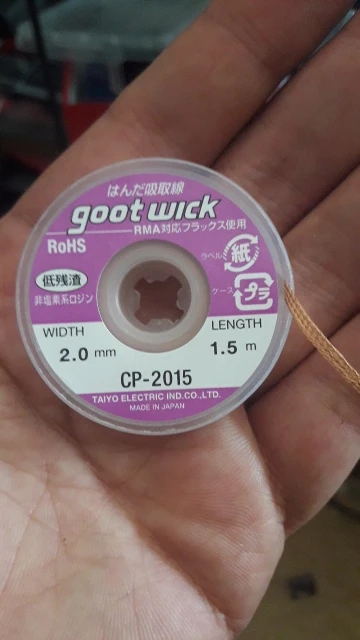 はんだ吸取線
goot wick
RMA対応フラックス使用
RoHS
ラベル
紙
低残渣
ケース
プラ
非塩素系ロジン
WIDTH
2.0 mm
LENGTH
1.5 m
CP-2015
TAIYO ELECTRIC IND.CO.,LTD.
MADE IN JAPAN